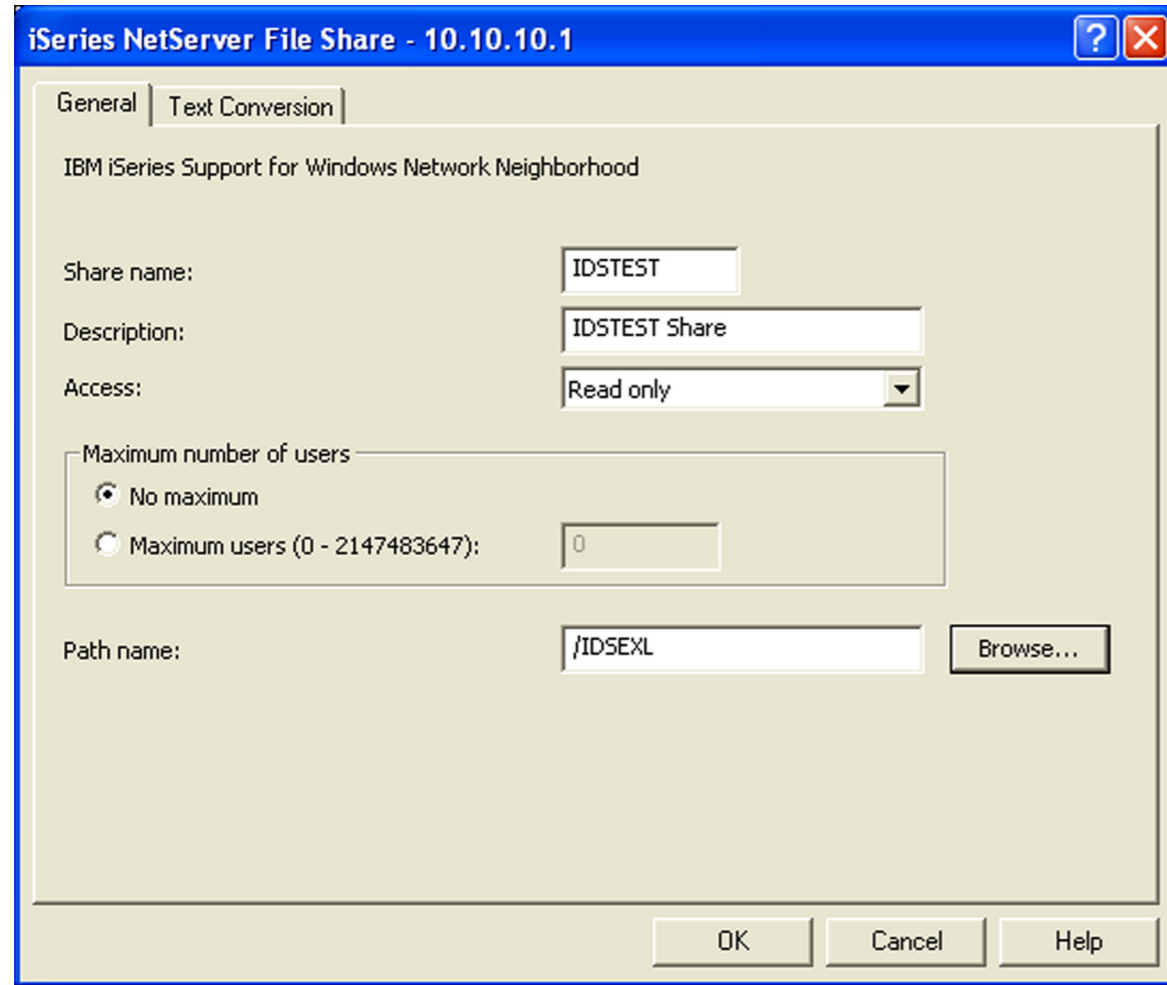 iSeries NetServer File Share - 10.10.10.1
General
Text Conversion
IBM iSeries Support for Windows Network Neighborhood
Share name:
IDSTEST
Description:
IDSTEST Share
Access:
Read only
Maximum number of users
No maximum
Maximum users (0 - 2147483647):
0
Path name:
/IDSEXL
Browse...
OK
Cancel
Help